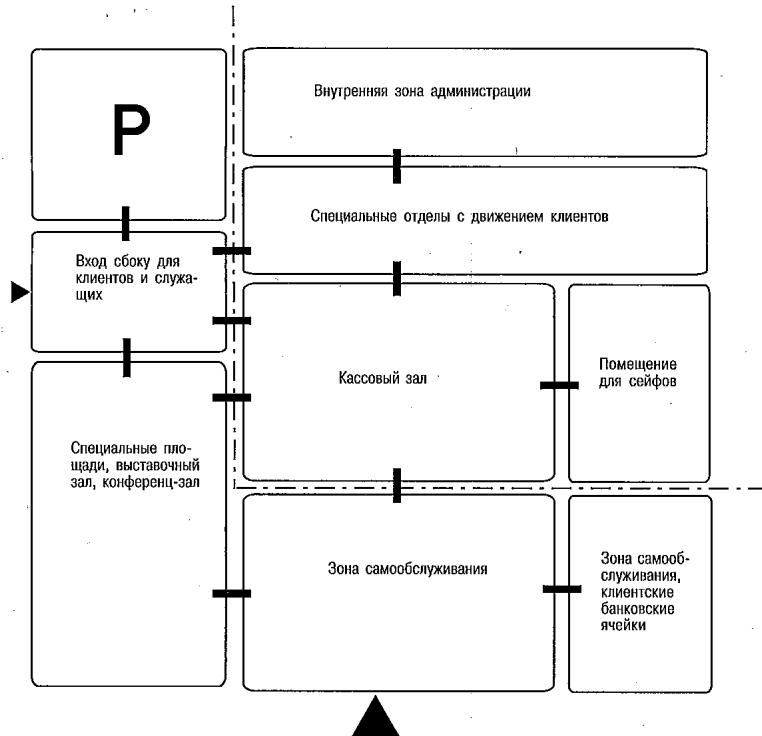 P
Внутренняя зона администрации
Специальные отделы с движением клиентов
Вход сбоку для
клиентов и служа-
щих
Кассовый зал
Помещение
для сейфов
Специальные пло-
щади, выставочный
зал, конференц-зал
Зона самообслуживания
Зона самооб-
служивания,
клиентские
банковские
ячейки